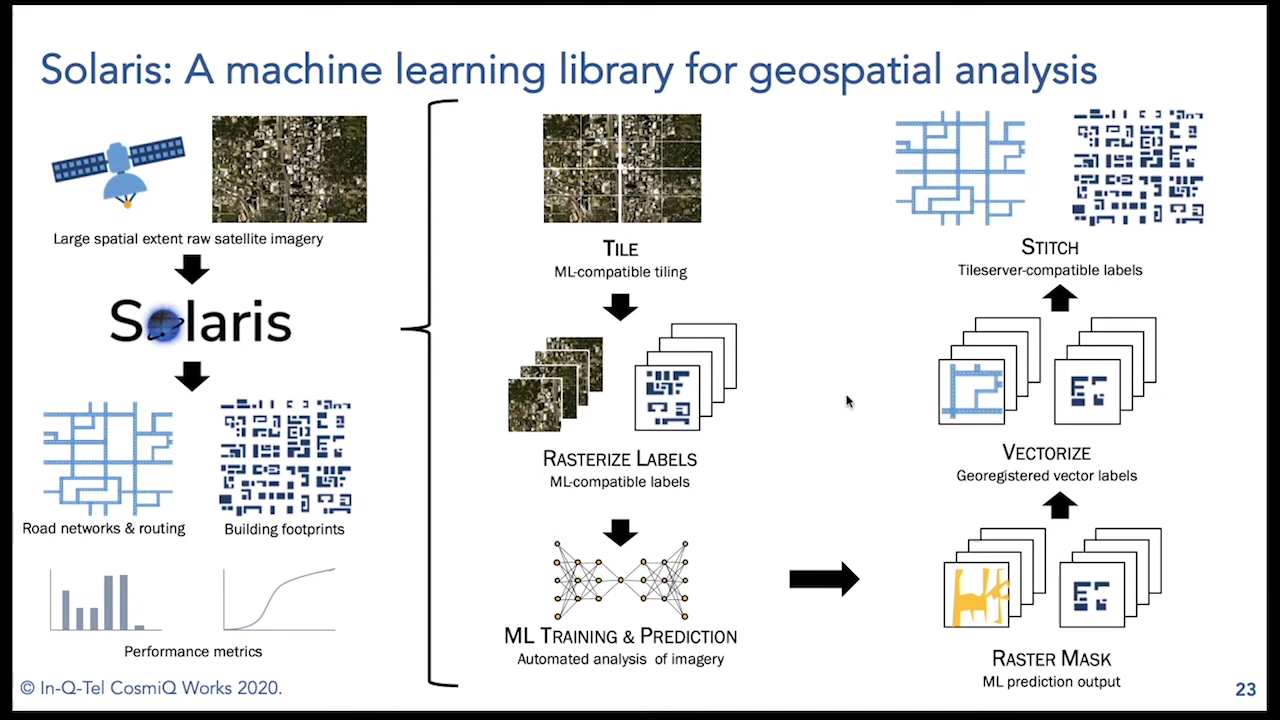 Solaris: A machine learning library for geospatial analysis
Large spatial extent raw satellite imagery
Solaris
Road networks & routing
Building footprints
Performance metrics
TILE
ML-compatible tiling
RASTERIZE LABELS
ML-compatible labels
ML TRAINING & PREDICTION
Automated analysis of imagery
RASTER MASK
ML prediction output
VECTORIZE
Georegistered vector labels
STITCH
Tileserver-compatible labels
© In-Q-Tel CosmiQ Works 2020.
23